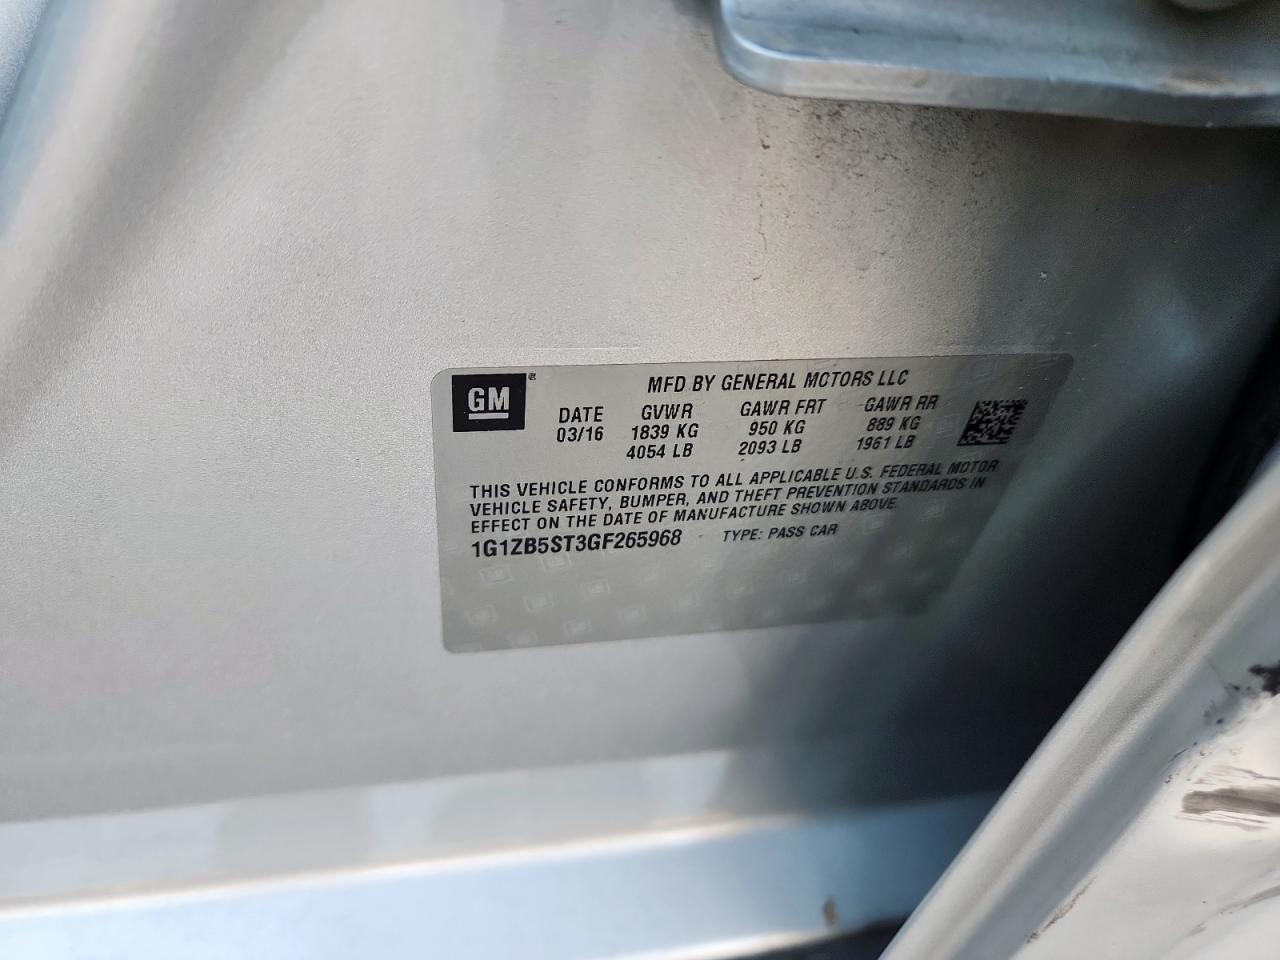 GM ® MFD BY GENERAL MOTORS LLC
DATE GVWR GAWR FRT GAWR RR
03/16 1839 KG 950 KG 889 KG
4054 LB 2093 LB 1961 LB
THIS VEHICLE CONFORMS TO ALL APPLICABLE U.S. FEDERAL MOTOR
VEHICLE SAFETY, BUMPER, AND THEFT PREVENTION STANDARDS IN
EFFECT ON THE DATE OF MANUFACTURE SHOWN ABOVE.
1G1ZB5ST3GF265968 TYPE: PASS CAR